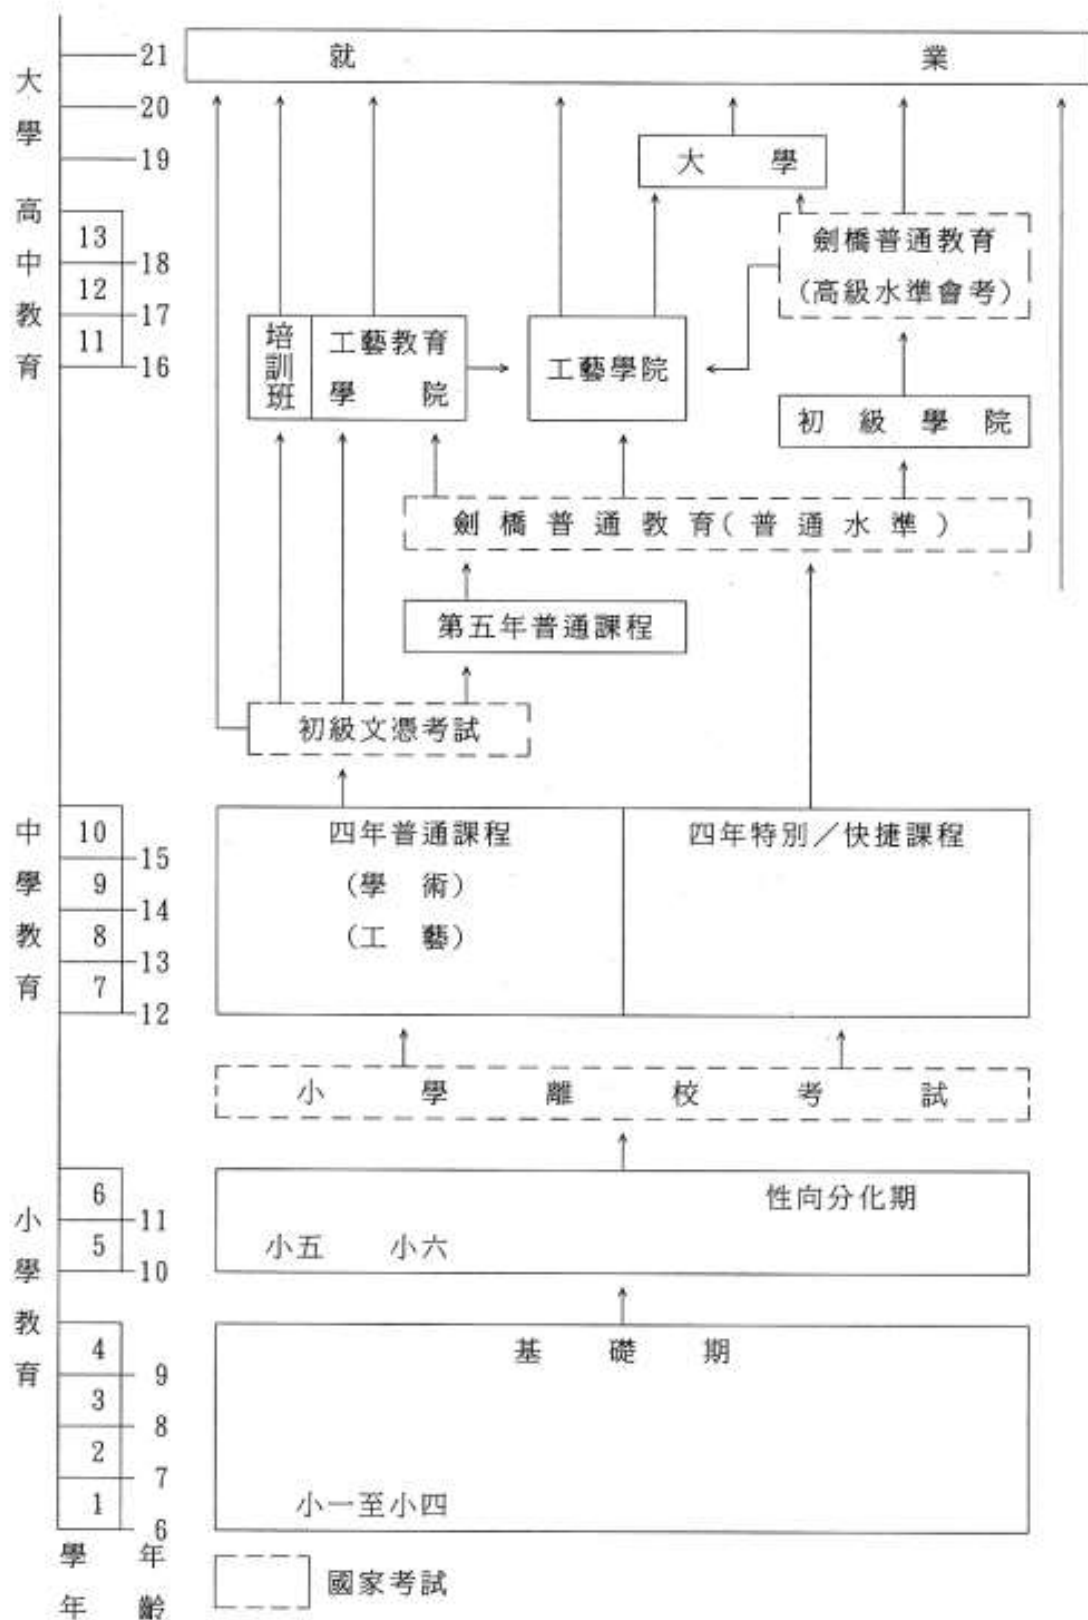 大學
高中教育
中學教育
小學教育
21
20
19
18
17
16
15
14
13
12
11
10
9
8
7
6
13
12
11
10
9
8
7
6
5
4
3
2
1
學年
年齡
就業
大學
劍橋普通教育
(高級水準會考)
培訓班
工藝教育
學院
工藝學院
初級學院
劍橋普通教育(普通水準)
第五年普通課程
初級文憑考試
四年普通課程
(學術)
(工藝)
四年特別／快捷課程
小學離校考試
性向分化期
小五 小六
基礎期
小一至小四
國家考試